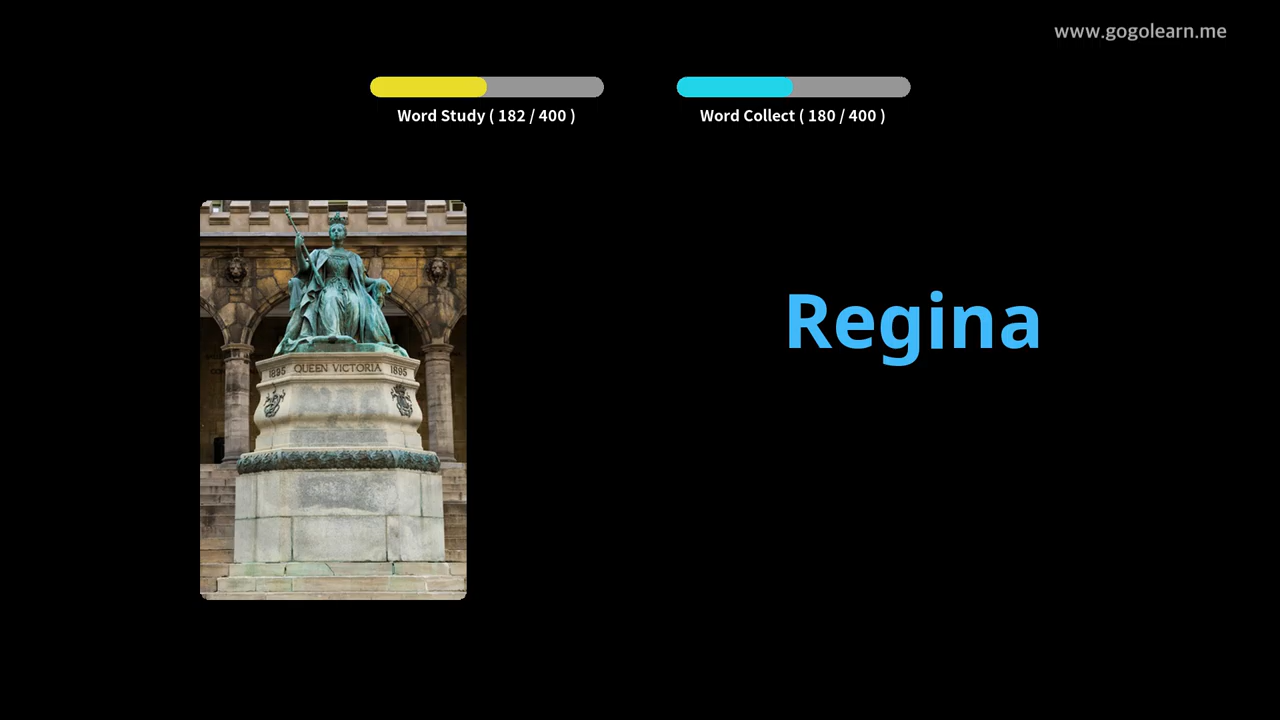 www.gogolearn.me
Word Study ( 182 / 400 )
Word Collect ( 180 / 400 )
1895 QUEEN VICTORIA 1895
Regina